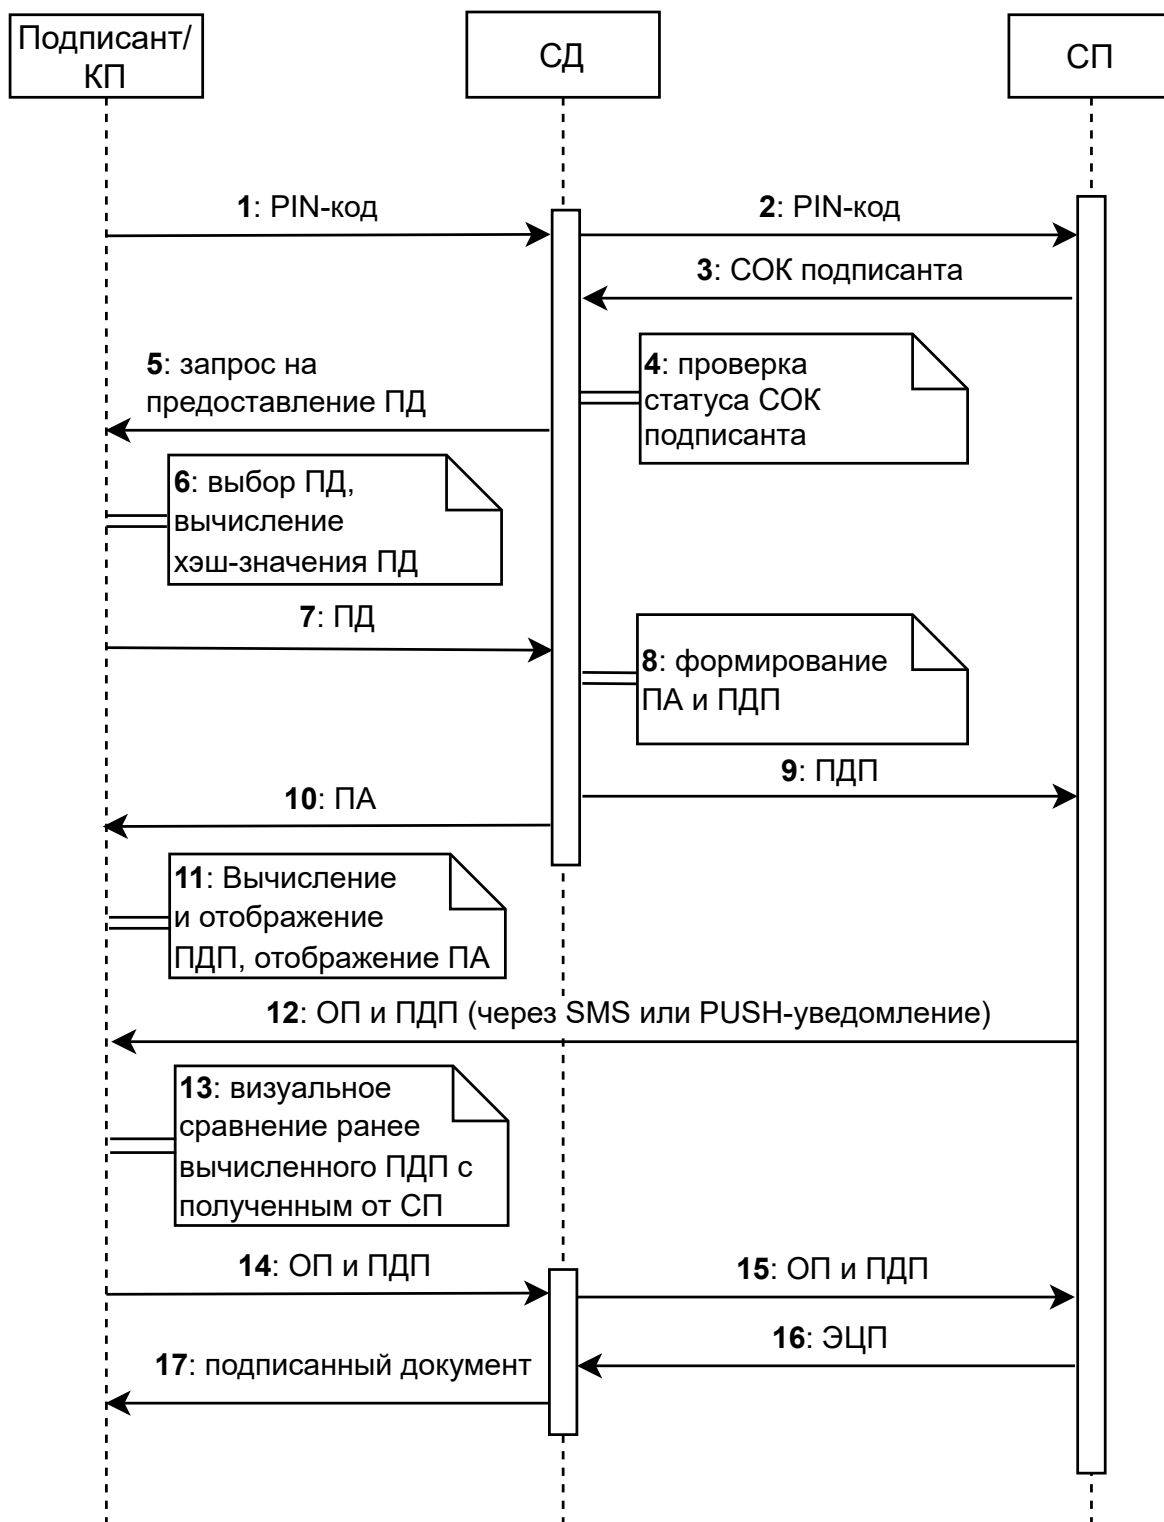 Подписант/
КП
СД
СП
1: PIN-код
2: PIN-код
3: СОК подписанта
4: проверка
статуса СОК
подписанта
5: запрос на
предоставление ПД
6: выбор ПД,
вычисление
хэш-значения ПД
7: ПД
8: формирование
ПА и ПДП
9: ПДП
10: ПА
11: Вычисление
и отображение
ПДП, отображение ПА
12: ОП и ПДП (через SMS или PUSH-уведомление)
13: визуальное
сравнение ранее
вычисленного ПДП с
полученным от СП
14: ОП и ПДП
15: ОП и ПДП
16: ЭЦП
17: подписанный документ